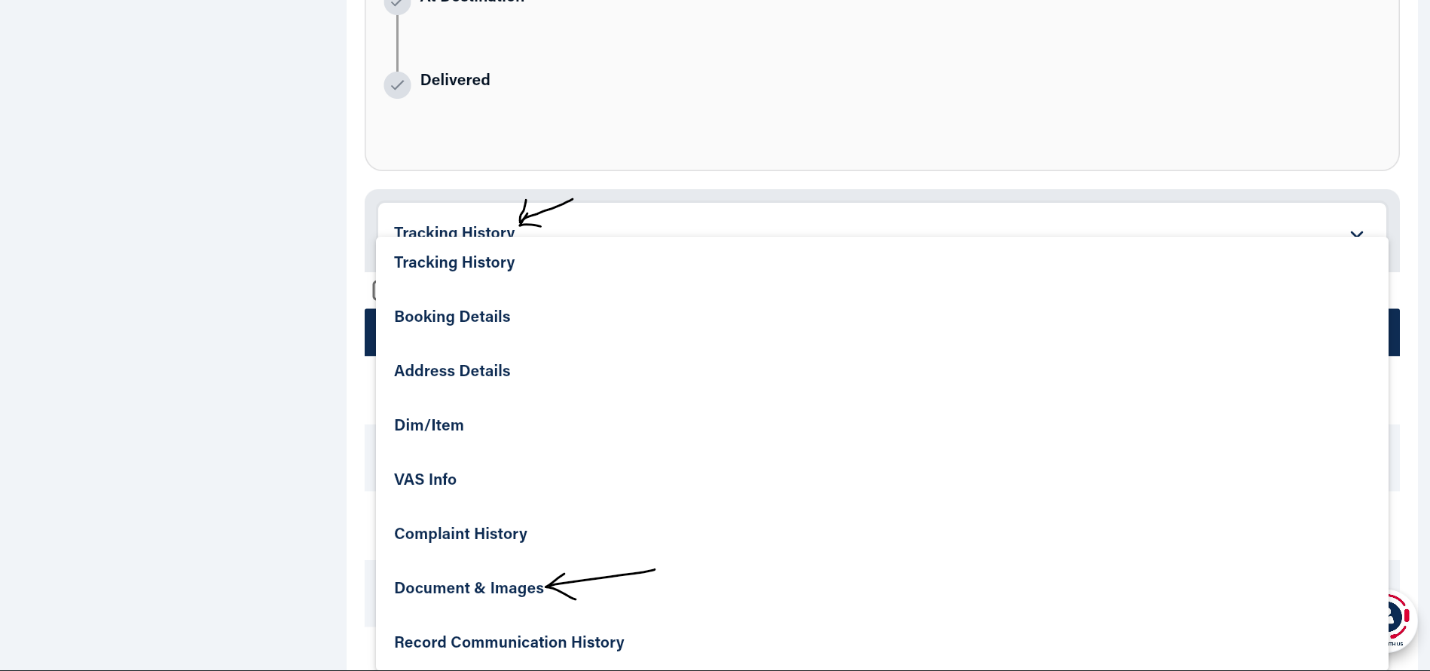 Delivered
Tracking History
Tracking History
Booking Details
Address Details
Dim/Item
VAS Info
Complaint History
Document & Images
Record Communication History